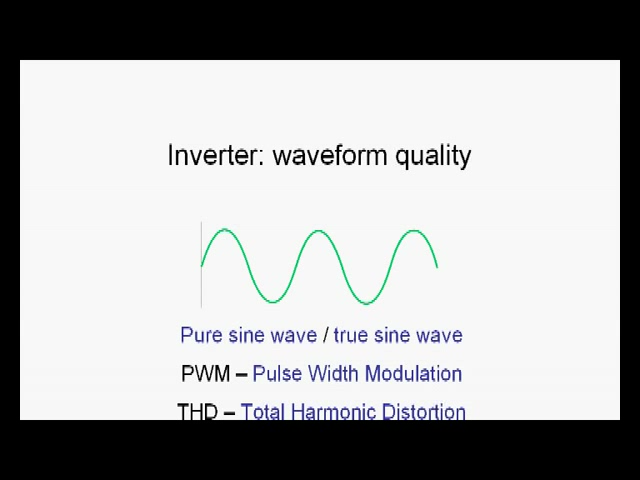 Inverter: waveform quality
Pure sine wave / true sine wave
PWM – Pulse Width Modulation
THD – Total Harmonic Distortion